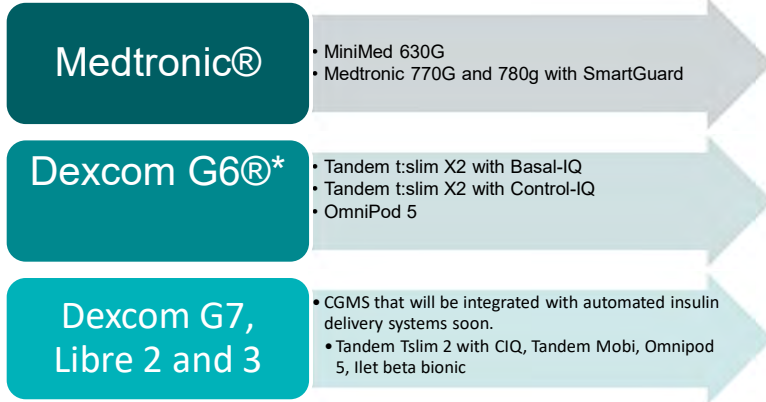 Medtronic®
• MiniMed 630G
• Medtronic 770G and 780g with SmartGuard
Dexcom G6®*
• Tandem t:slim X2 with Basal-IQ
• Tandem t:slim X2 with Control-IQ
• OmniPod 5
Dexcom G7,
Libre 2 and 3
• CGMS that will be integrated with automated insulin
delivery systems soon.
• Tandem Tslim 2 with CIQ, Tandem Mobi, Omnipod
5, Ilet beta bionic